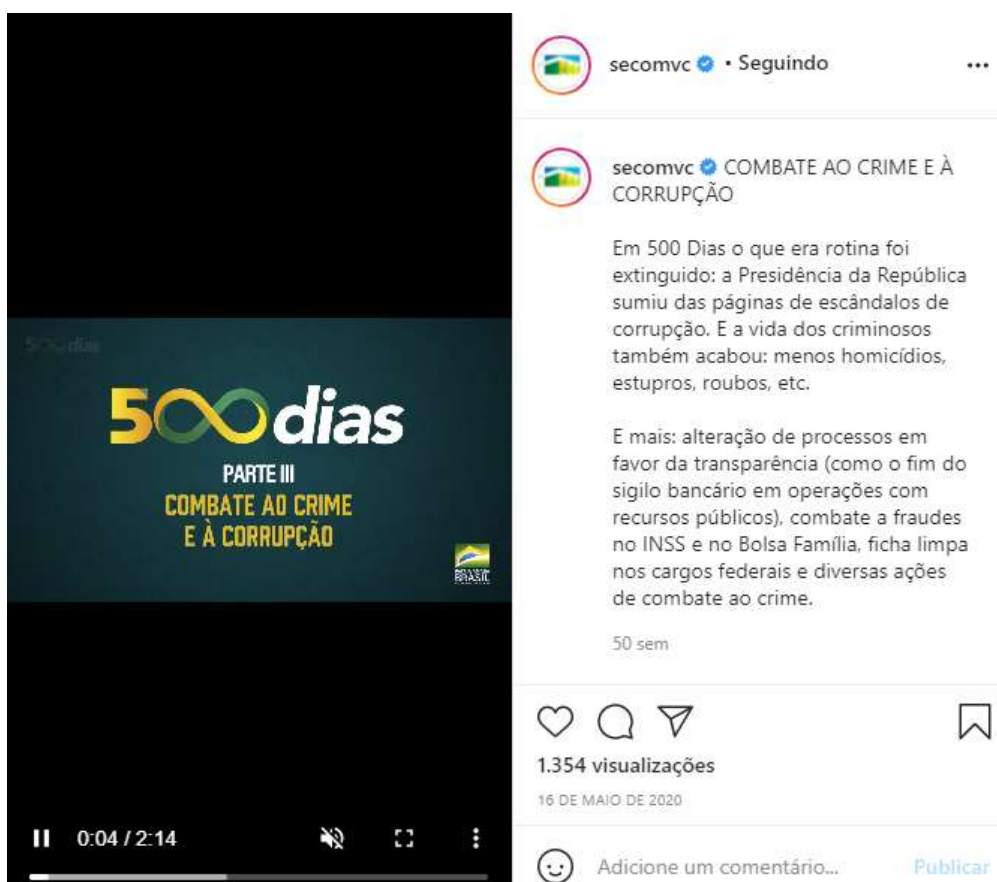 500dias
500dias
PARTE III
COMBATE AO CRIME
E À CORRUPÇÃO
BRASIL
0:04 / 2:14
secomvc • Seguindo
secomvc COMBATE AO CRIME E À
CORRUPÇÃO
Em 500 Dias o que era rotina foi
extinguido: a Presidência da República
sumiu das páginas de escândalos de
corrupção. E a vida dos criminosos
também acabou: menos homicídios,
estupros, roubos, etc.
E mais: alteração de processos em
favor da transparência (como o fim do
sigilo bancário em operações com
recursos públicos), combate a fraudes
no INSS e no Bolsa Família, ficha limpa
nos cargos federais e diversas ações
de combate ao crime.
50 sem
1.354 visualizações
16 DE MAIO DE 2020
Adicione um comentário...
Publicar